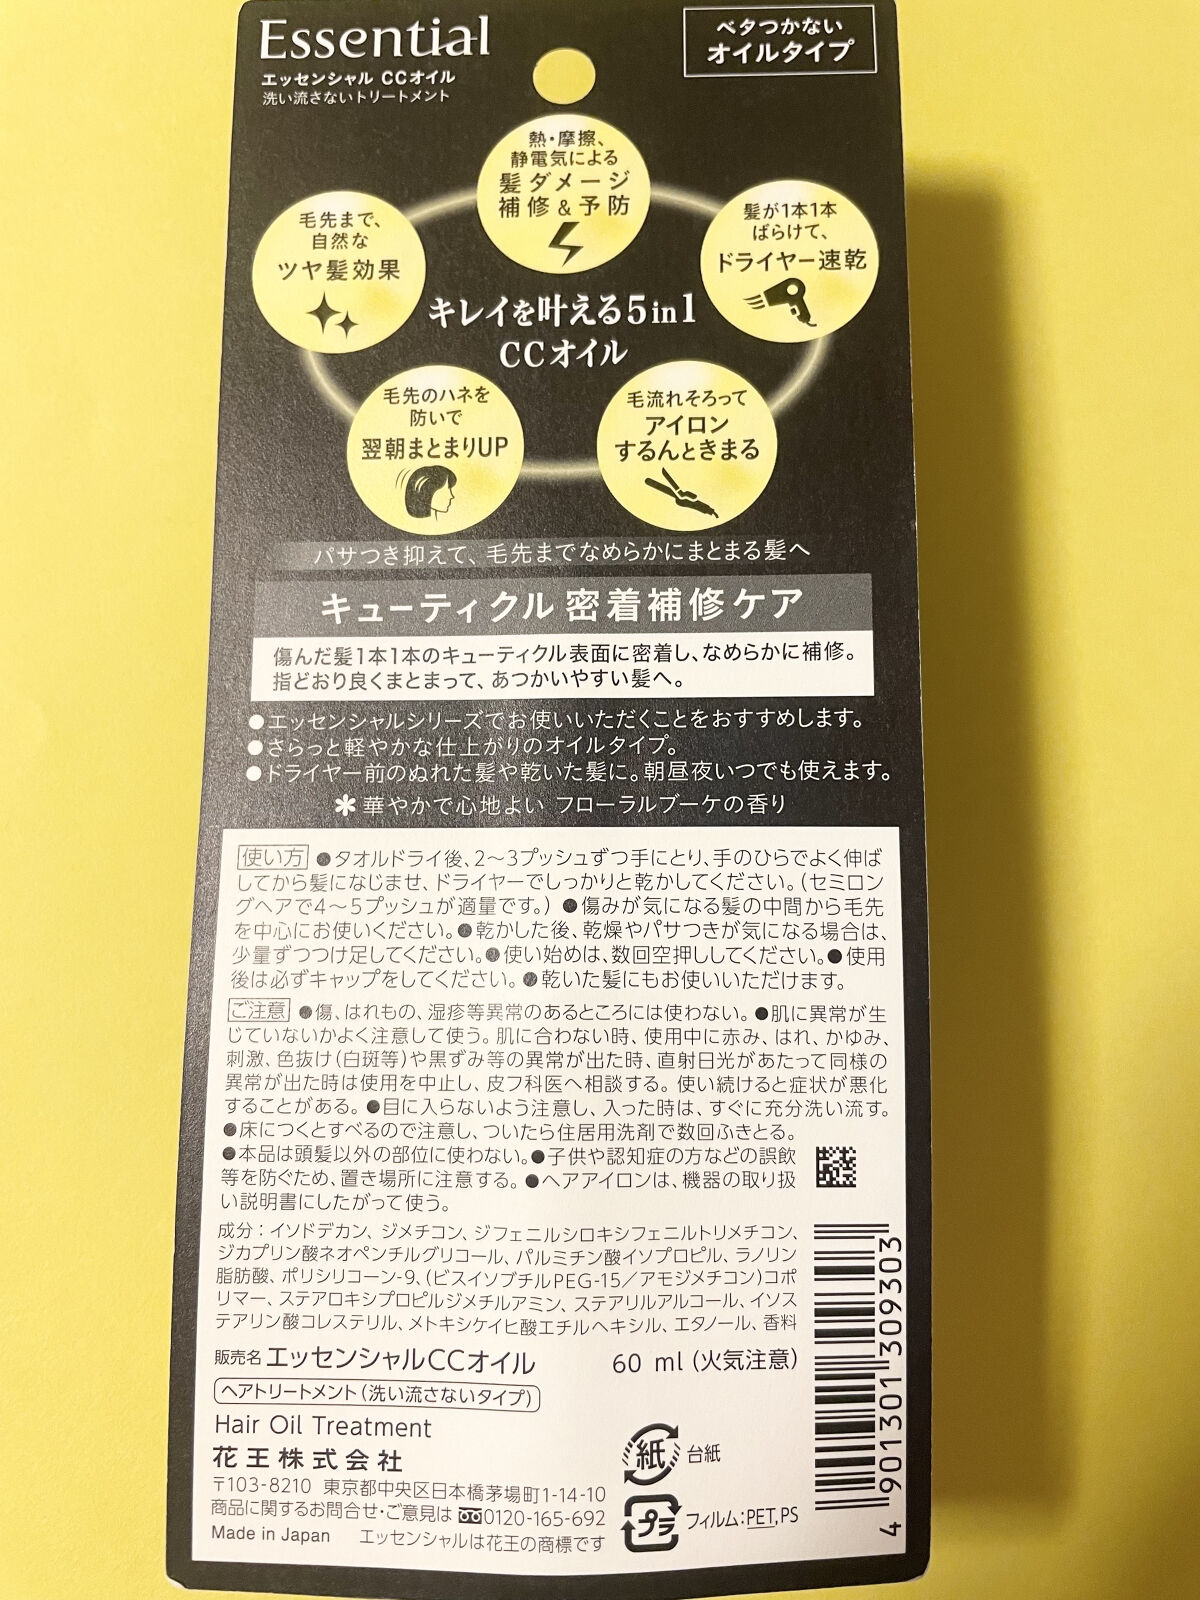 Essential
エッセンシャル CCオイル
洗い流さないトリートメント
ベタつかない
オイルタイプ
熱・摩擦、
静電気による
髪ダメージ
補修&予防
毛先まで、
自然な
ツヤ髪効果
髪が1本1本
ばらけて、
ドライヤー速乾
キレイを叶える5in1
CCオイル
毛先のハネを
防いで
翌朝まとまりUP
毛流れそろって
アイロン
するんときまる
パサつき抑えて、毛先までなめらかにまとまる髪へ
キューティクル 密着補修ケア
傷んだ髪1本1本のキューティクル表面に密着し、なめらかに補修。
指どおり良くまとまって、あつかいやすい髪へ。
●エッセンシャルシリーズでお使いいただくことをおすすめします。
●さらっと軽やかな仕上がりのオイルタイプ。
●ドライヤー前のぬれた髪や乾いた髪に。朝昼夜いつでも使えます。
＊華やかで心地よい フローラルブーケの香り
使い方 ●タオルドライ後、2〜3プッシュずつ手にとり、手のひらでよく伸ば
してから髪になじませ、ドライヤーでしっかりと乾かしてください。(セミロン
グヘアで4〜5プッシュが適量です。) ●傷みが気になる髪の中間から毛先
を中心にお使いください。●乾かした後、乾燥やパサつきが気になる場合は、
少量ずつつけ足してください。●使い始めは、数回空押ししてください。●使用
後は必ずキャップをしてください。●乾いた髪にもお使いいただけます。
ご注意 ●傷、はれもの、湿疹等異常のあるところには使わない。●肌に異常が生
じていないかよく注意して使う。肌に合わない時、使用中に赤み、はれ、かゆみ、
刺激、色抜け(白斑等)や黒ずみ等の異常が出た時、直射日光があたって同様の
異常が出た時は使用を中止し、皮フ科医へ相談する。使い続けると症状が悪化
することがある。●目に入らないよう注意し、入った時は、すぐに充分洗い流す。
●床につくとすべるので注意し、ついたら住居用洗剤で数回ふきとる。
●本品は頭髪以外の部位に使わない。●子供や認知症の方などの誤飲
等を防ぐため、置き場所に注意する。●ヘアアイロンは、機器の取り扱
い説明書にしたがって使う。
成分：イソドデカン、ジメチコン、ジフェニルシロキシフェニルトリメチコン、
ジカプリン酸ネオペンチルグリコール、パルミチン酸イソプロピル、ラノリン
脂肪酸、ポリシリコーン-9、(ビスイソブチルPEG-15／アモジメチコン)コポ
リマー、ステアロキシプロピルジメチルアミン、ステアリルアルコール、イソス
テアリン酸コレステリル、メトキシケイヒ酸エチルヘキシル、エタノール、香料
販売名 エッセンシャルCCオイル 60 ml (火気注意)
ヘアトリートメント(洗い流さないタイプ)
Hair Oil Treatment
花王株式会社
〒103-8210 東京都中央区日本橋茅場町1-14-10
商品に関するお問合せ・ご意見は 0120-165-692
Made in Japan エッセンシャルは花王の商標です
紙 台紙
プラ フィルム:PET,PS
4 901301 309303